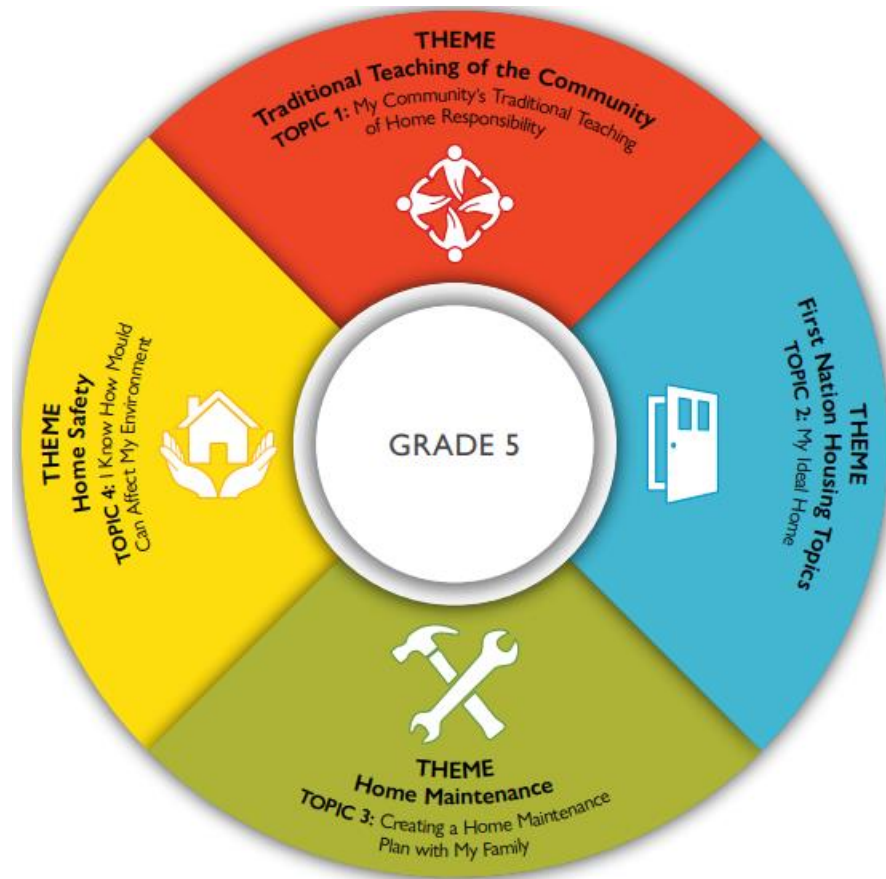 THEME
Traditional Teaching of the Community
TOPIC 1: My Community's Traditional Teaching
of Home Responsibility
THEME
First Nation Housing Topics
TOPIC 2: My Ideal Home
THEME
Home Maintenance
TOPIC 3: Creating a Home Maintenance
Plan with My Family
THEME
Home Safety
TOPIC 4: I Know How Mould
Can Affect My Environment
GRADE 5